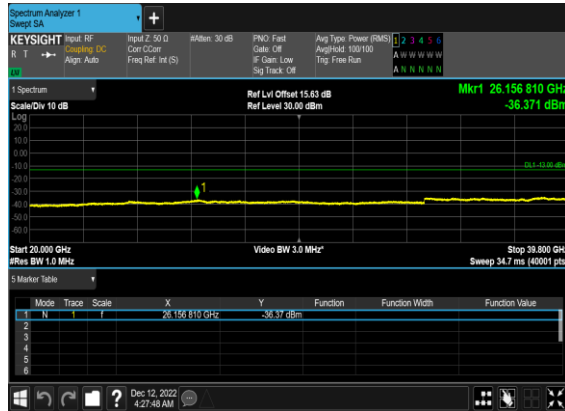 Spectrum Analyzer 1
Swept SA
+
KEYSIGHT Input: RF Input Z: 50 Ω #Atten: 30 dB PNO: Fast Avg Type: Power (RMS) 1 2 3 4 5 6
R T Coupling: DC Corr CCorr Gate: Off Avg|Hold: 100/100 A W W W W W
Align: Auto Freq Ref: Int (S) IF Gain: Low Trig: Free Run
Sig Track: Off A N N N N N
1 Spectrum Ref Lvl Offset 15.63 dB Mkr1 26.156 810 GHz
Scale/Div 10 dB Ref Level 30.00 dBm -36.371 dBm
Log
20.0
10.0
0.00
-10.0
DL1 -13.00 dBm
-20.0
1
-30.0
-40.0
-50.0
-60.0
Start 20.000 GHz Video BW 3.0 MHz* Stop 39.800 GHz
#Res BW 1.0 MHz Sweep 34.7 ms (40001 pts)
5 Marker Table
Mode Trace Scale X Y Function Function Width Function Value
1 N 1 f 26.156 810 GHz -36.37 dBm
2
3
4
5
6
? Dec 12, 2022
4:27:48 AM